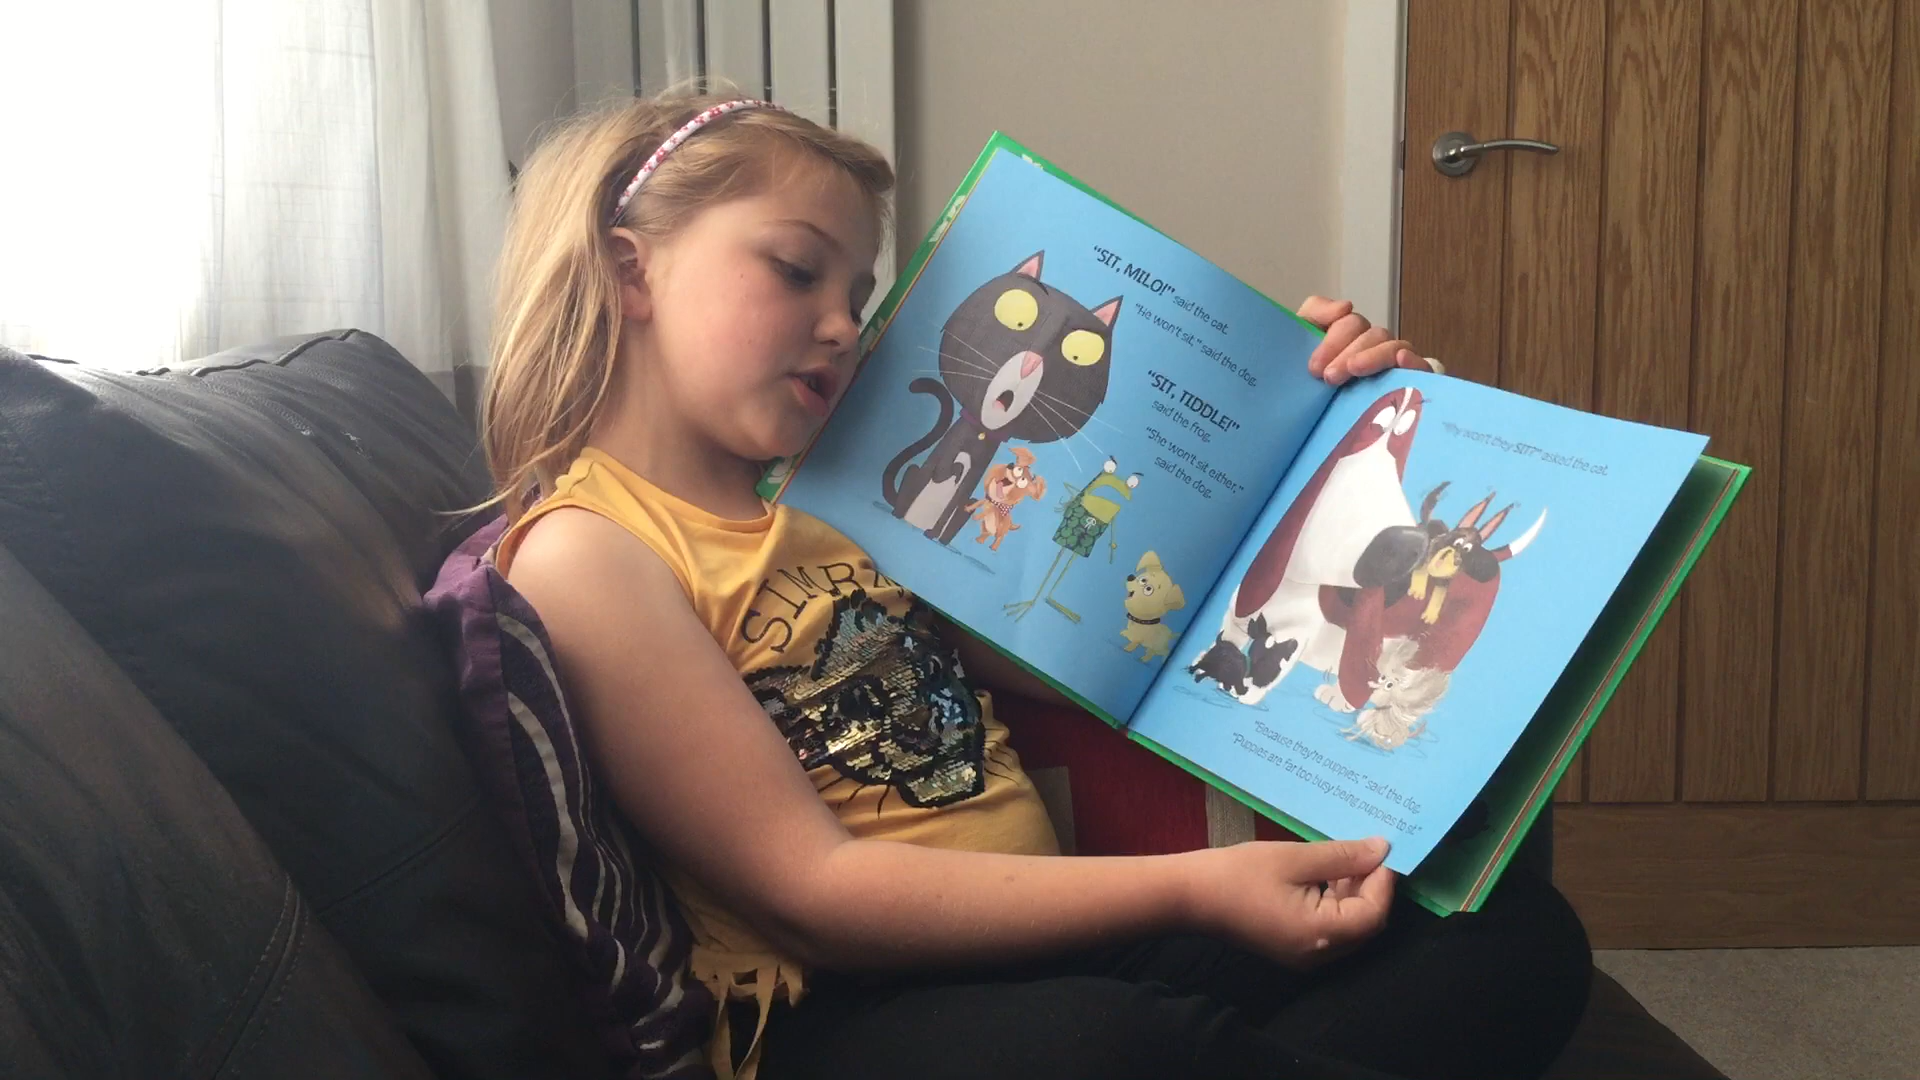 "SIT, MILO!" said the cat.
"He won't sit," said the dog.
"SIT, TIDDLE!"
said the frog.
"She won't sit either,"
said the dog.
"Why won't they SIT?" asked the cat.
"Because they're puppies," said the dog.
"Puppies are far too busy being puppies to sit."
SIMBA